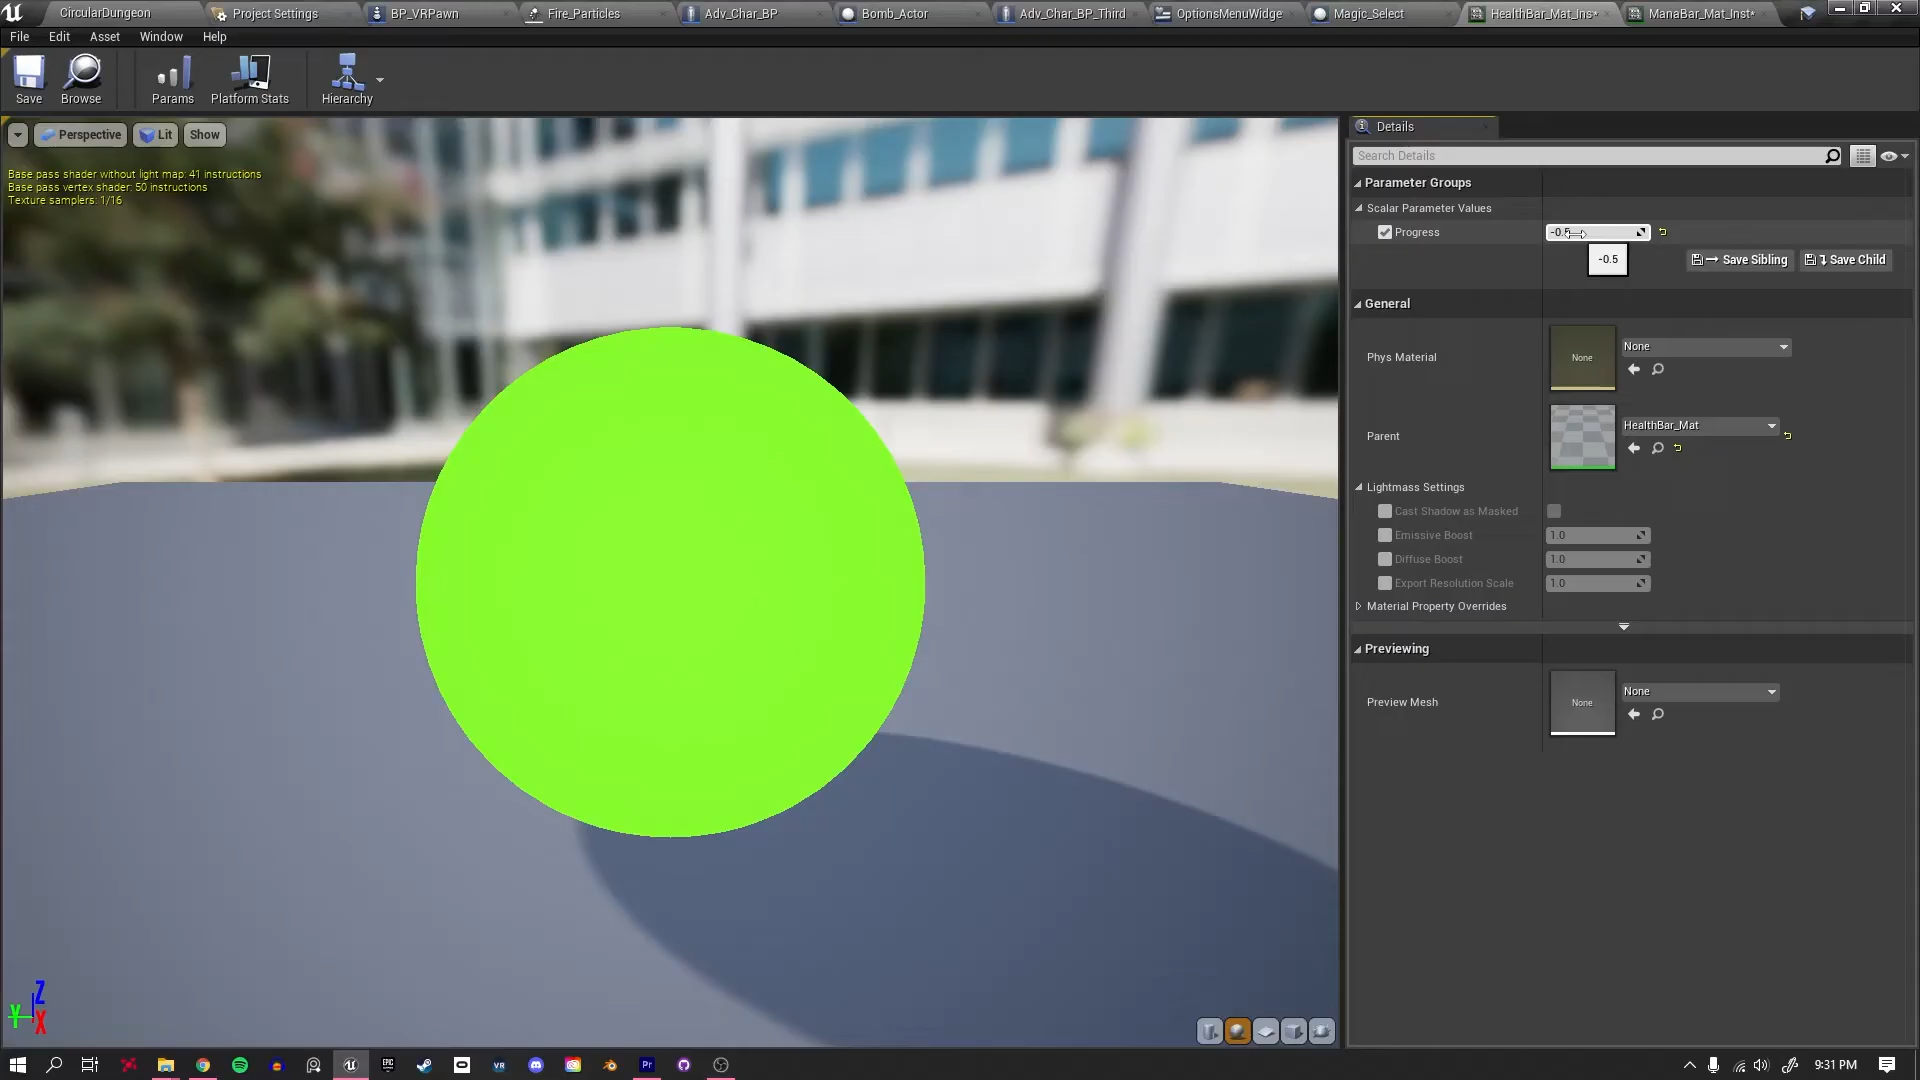 CircularDungeon
Project Settings
BP_VRPawn
Fire_Particles
Adv_Char_BP
Bomb_Actor
Adv_Char_BP_Third
OptionsMenuWidge
Magic_Select
HealthBar_Mat_Ins*
ManaBar_Mat_Inst*
File Edit Asset Window Help
Save
Browse
Params
Platform Stats
Hierarchy
Perspective
Lit
Show
Base pass shader without light map: 41 instructions
Base pass vertex shader: 50 instructions
Texture samplers: 1/16
Z
Y
X
Details
Search Details
Parameter Groups
Scalar Parameter Values
Progress
-0.5
-0.5
Save Sibling
Save Child
General
Phys Material
None
None
Parent
HealthBar_Mat
Lightmass Settings
Cast Shadow as Masked
Emissive Boost 1.0
Diffuse Boost 1.0
Export Resolution Scale 1.0
Material Property Overrides
Previewing
Preview Mesh
None
None
EPIC
VR
Pr
9:31 PM